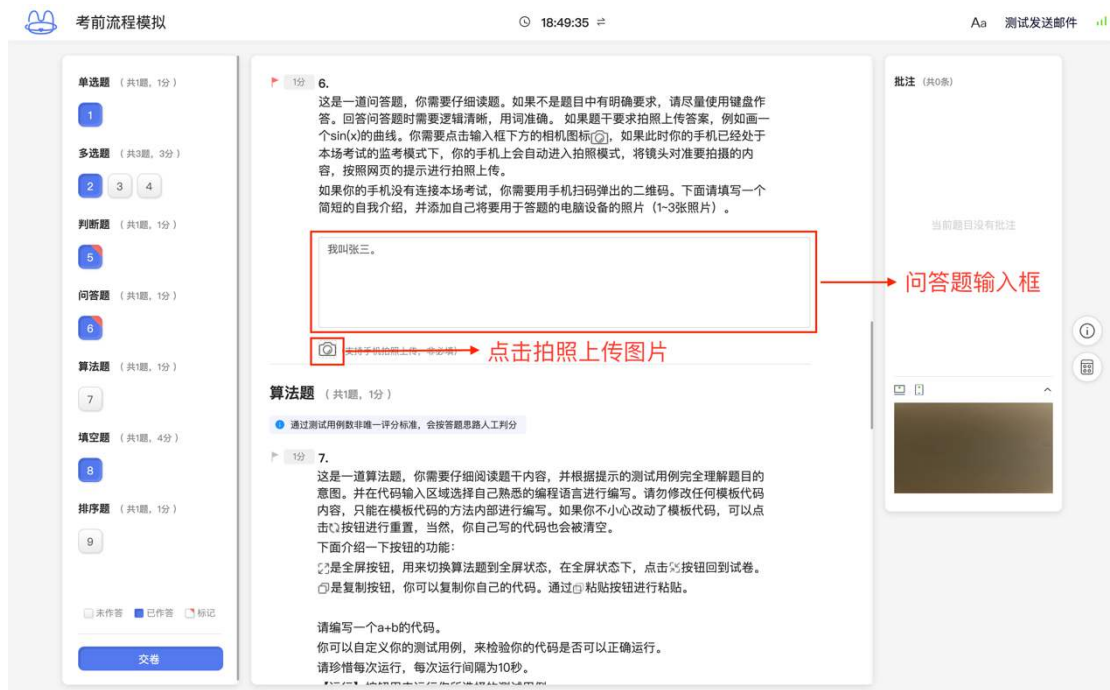 考前流程模拟
18:49:35
Aa 测试发送邮件
单选题 （共1题，1分）
1
多选题 （共3题，3分）
2 3 4
判断题 （共1题，1分）
5
问答题 （共1题，1分）
6
算法题 （共1题，1分）
7
填空题 （共1题，4分）
8
排序题 （共1题，1分）
9
未作答 已作答 标记
交卷
1分 6.
这是一道问答题，你需要仔细读题。如果不是题目中有明确要求，请尽量使用键盘作
答。回答问答题时需要逻辑清晰，用词准确。 如果题干要求拍照上传答案，例如画一
个sin(x)的曲线。你需要点击输入框下方的相机图标，如果此时你的手机已经处于
本场考试的监考模式下，你的手机上会自动进入拍照模式，将镜头对准要拍摄的内
容，按照网页的提示进行拍照上传。
如果你的手机没有连接本场考试，你需要用手机扫码弹出的二维码。下面请填写一个
简短的自我介绍，并添加自己将要用于答题的电脑设备的照片（1~3张照片）。
我叫张三。
问答题输入框
（支持手机拍照上传，非必填）
点击拍照上传图片
算法题 （共1题，1分）
通过测试用例数非唯一评分标准，会按答题思路人工判分
1分 7.
这是一道算法题，你需要仔细阅读题干内容，并根据提示的测试用例完全理解题目的
意图。并在代码输入区域选择自己熟悉的编程语言进行编写。请勿修改任何模板代码
内容，只能在模板代码的方法内部进行编写。如果你不小心改动了模板代码，可以点
击按钮进行重置，当然，你自己写的代码也会被清空。
下面介绍一下按钮的功能：
是全屏按钮，用来切换算法题到全屏状态，在全屏状态下，点击按钮回到试卷。
是复制按钮，你可以复制你自己的代码。通过粘贴按钮进行粘贴。
请编写一个a+b的代码。
你可以自定义你的测试用例，来检验你的代码是否可以正确运行。
请珍惜每次运行，每次运行间隔为10秒。
批注 （共0条）
当前题目没有批注